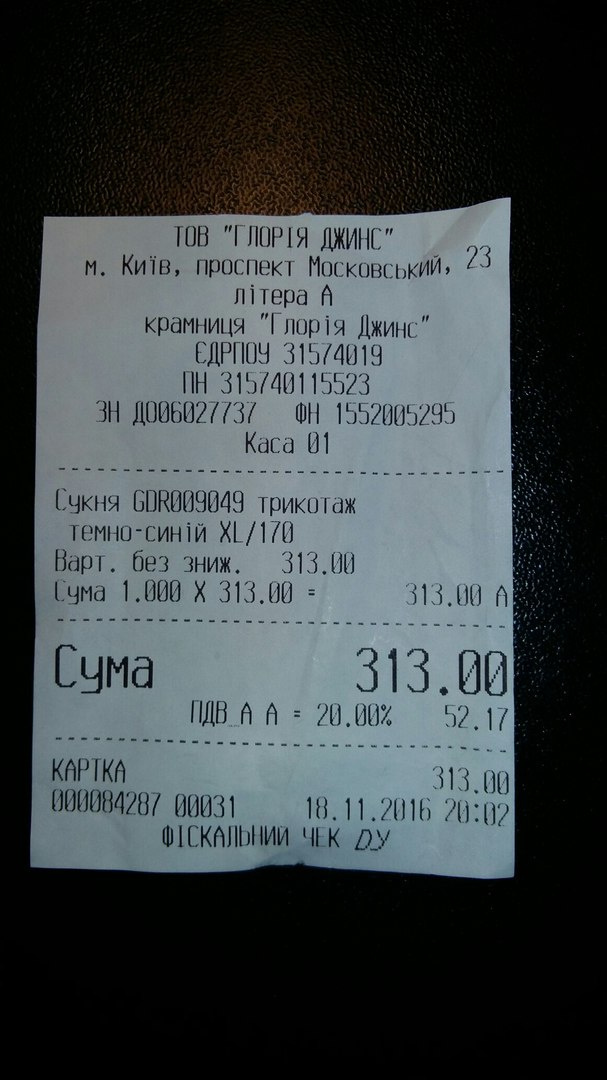 ТОВ "ГЛОРІЯ ДЖИНС"
м. Київ, проспект Московський, 23
літера А
крамниця "Глорія Джинс"
ЄДРПОУ 31574019
ПН 315740115523
ЗН ДО06027737 ФН 1552005295
Каса 01
Сукня GDR009049 трикотаж
темно-синій XL/170
Варт. без зниж. 313.00
Сума 1.000 X 313.00 = 313.00 А
Сума 313.00
ПДВ_А А = 20.00% 52.17
КАРТКА 313.00
000084287 00031 18.11.2016 20:02
ФІСКАЛЬНИЙ ЧЕК ДУ